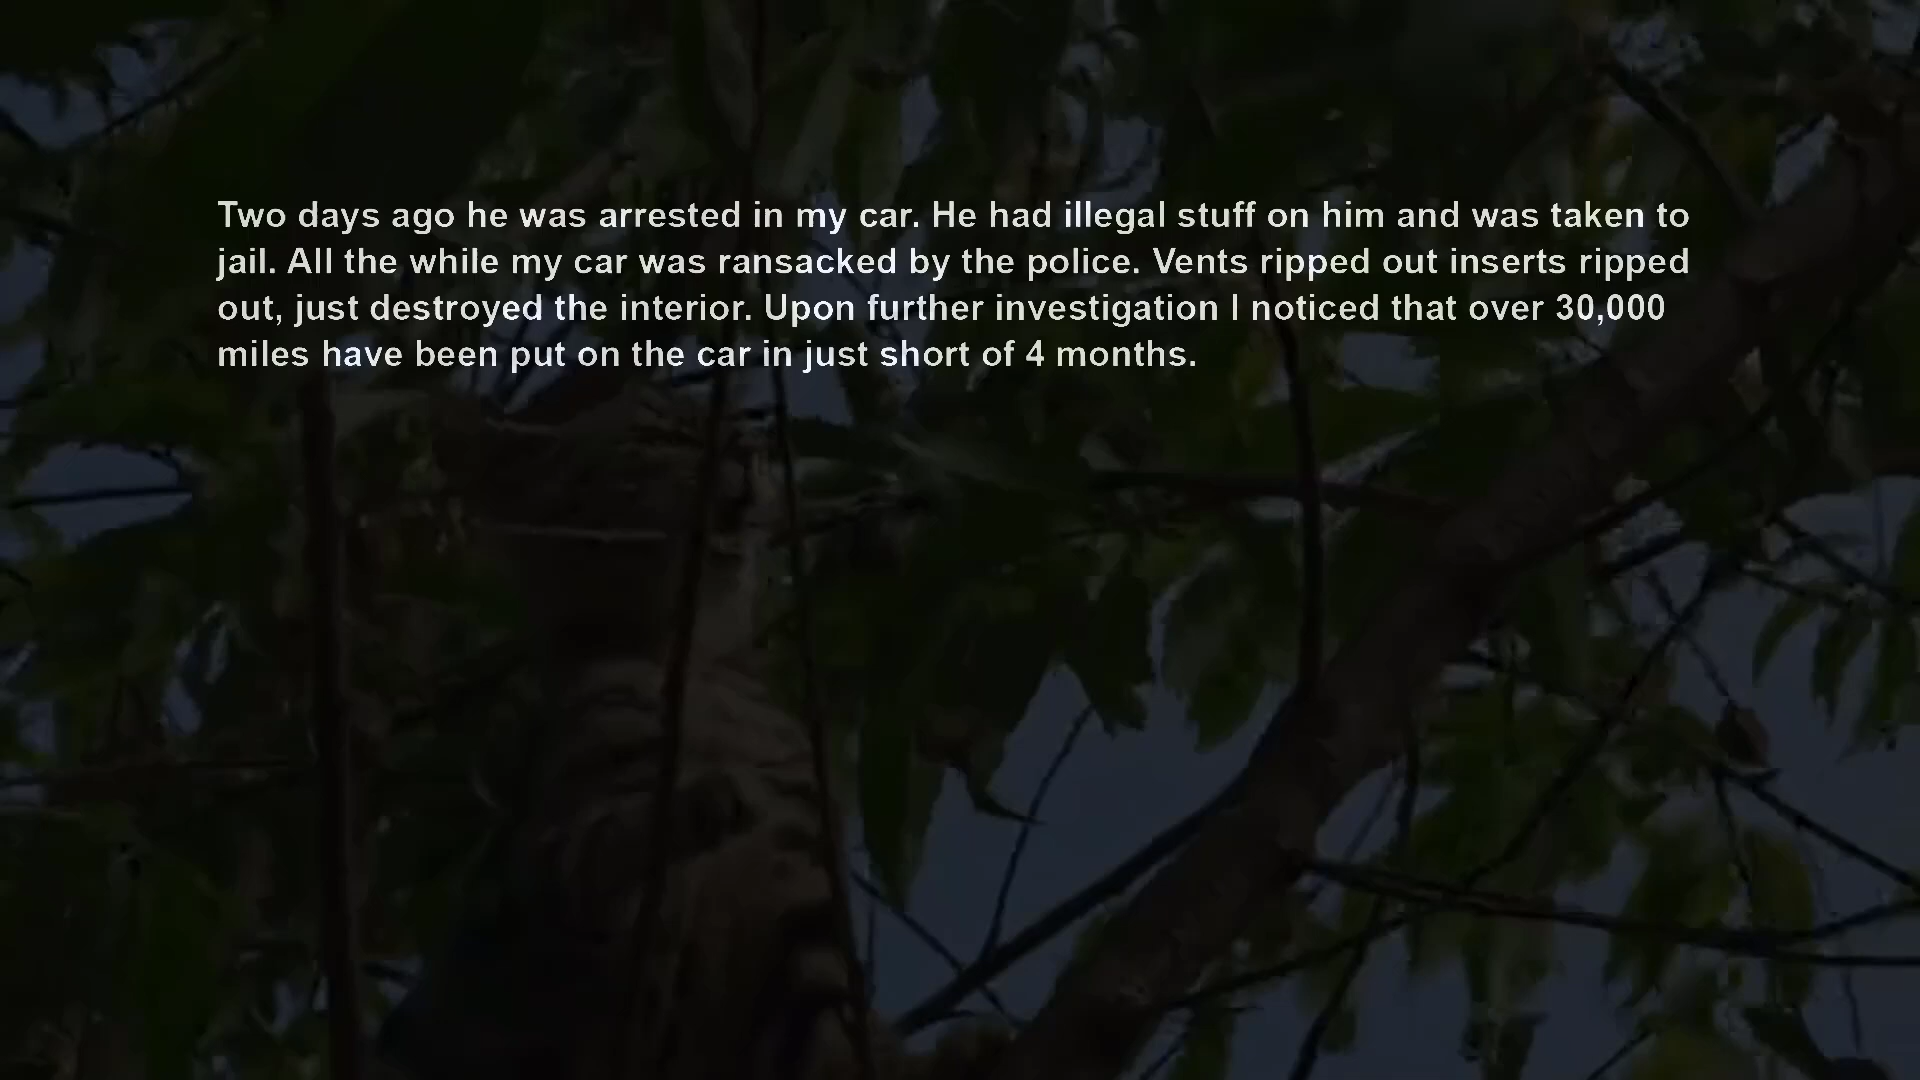 Two days ago he was arrested in my car. He had illegal stuff on him and was taken to
jail. All the while my car was ransacked by the police. Vents ripped out inserts ripped
out, just destroyed the interior. Upon further investigation I noticed that over 30,000
miles have been put on the car in just short of 4 months.